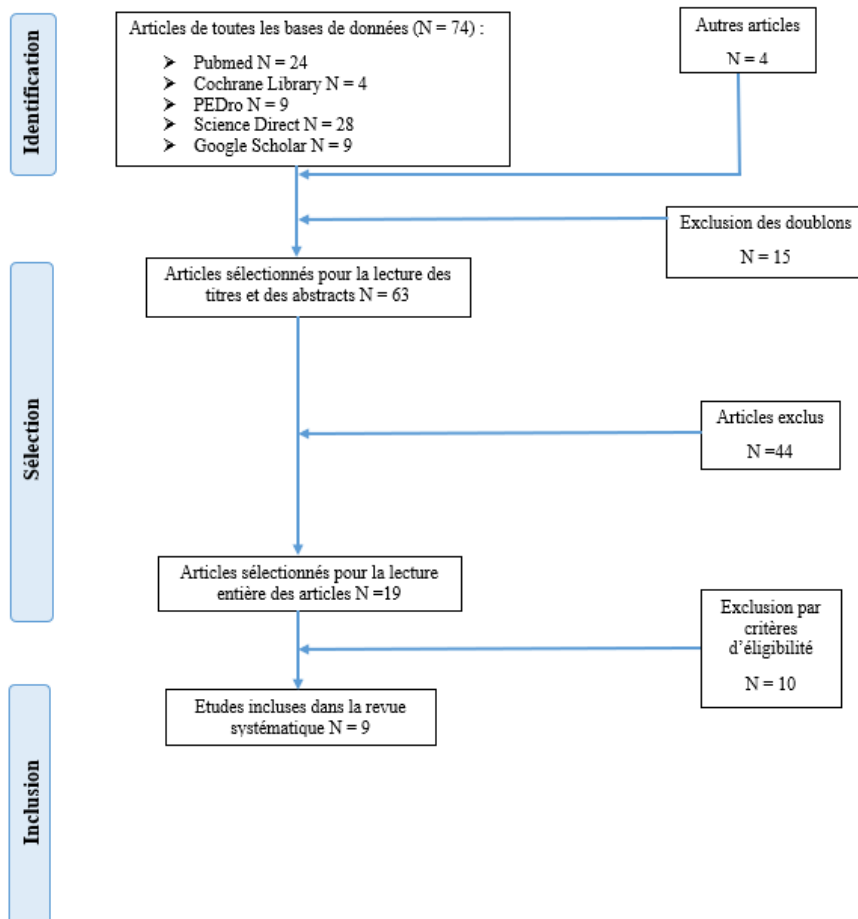 Identification
Articles de toutes les bases de données (N = 74) :
➤ Pubmed N = 24
➤ Cochrane Library N = 4
➤ PEDro N = 9
➤ Science Direct N = 28
➤ Google Scholar N = 9
Autres articles
N = 4
Exclusion des doublons
N = 15
Sélection
Articles sélectionnés pour la lecture des
titres et des abstracts N = 63
Articles exclus
N =44
Articles sélectionnés pour la lecture
entière des articles N =19
Exclusion par
critères
d’éligibilité
N = 10
Inclusion
Etudes incluses dans la revue
systématique N = 9